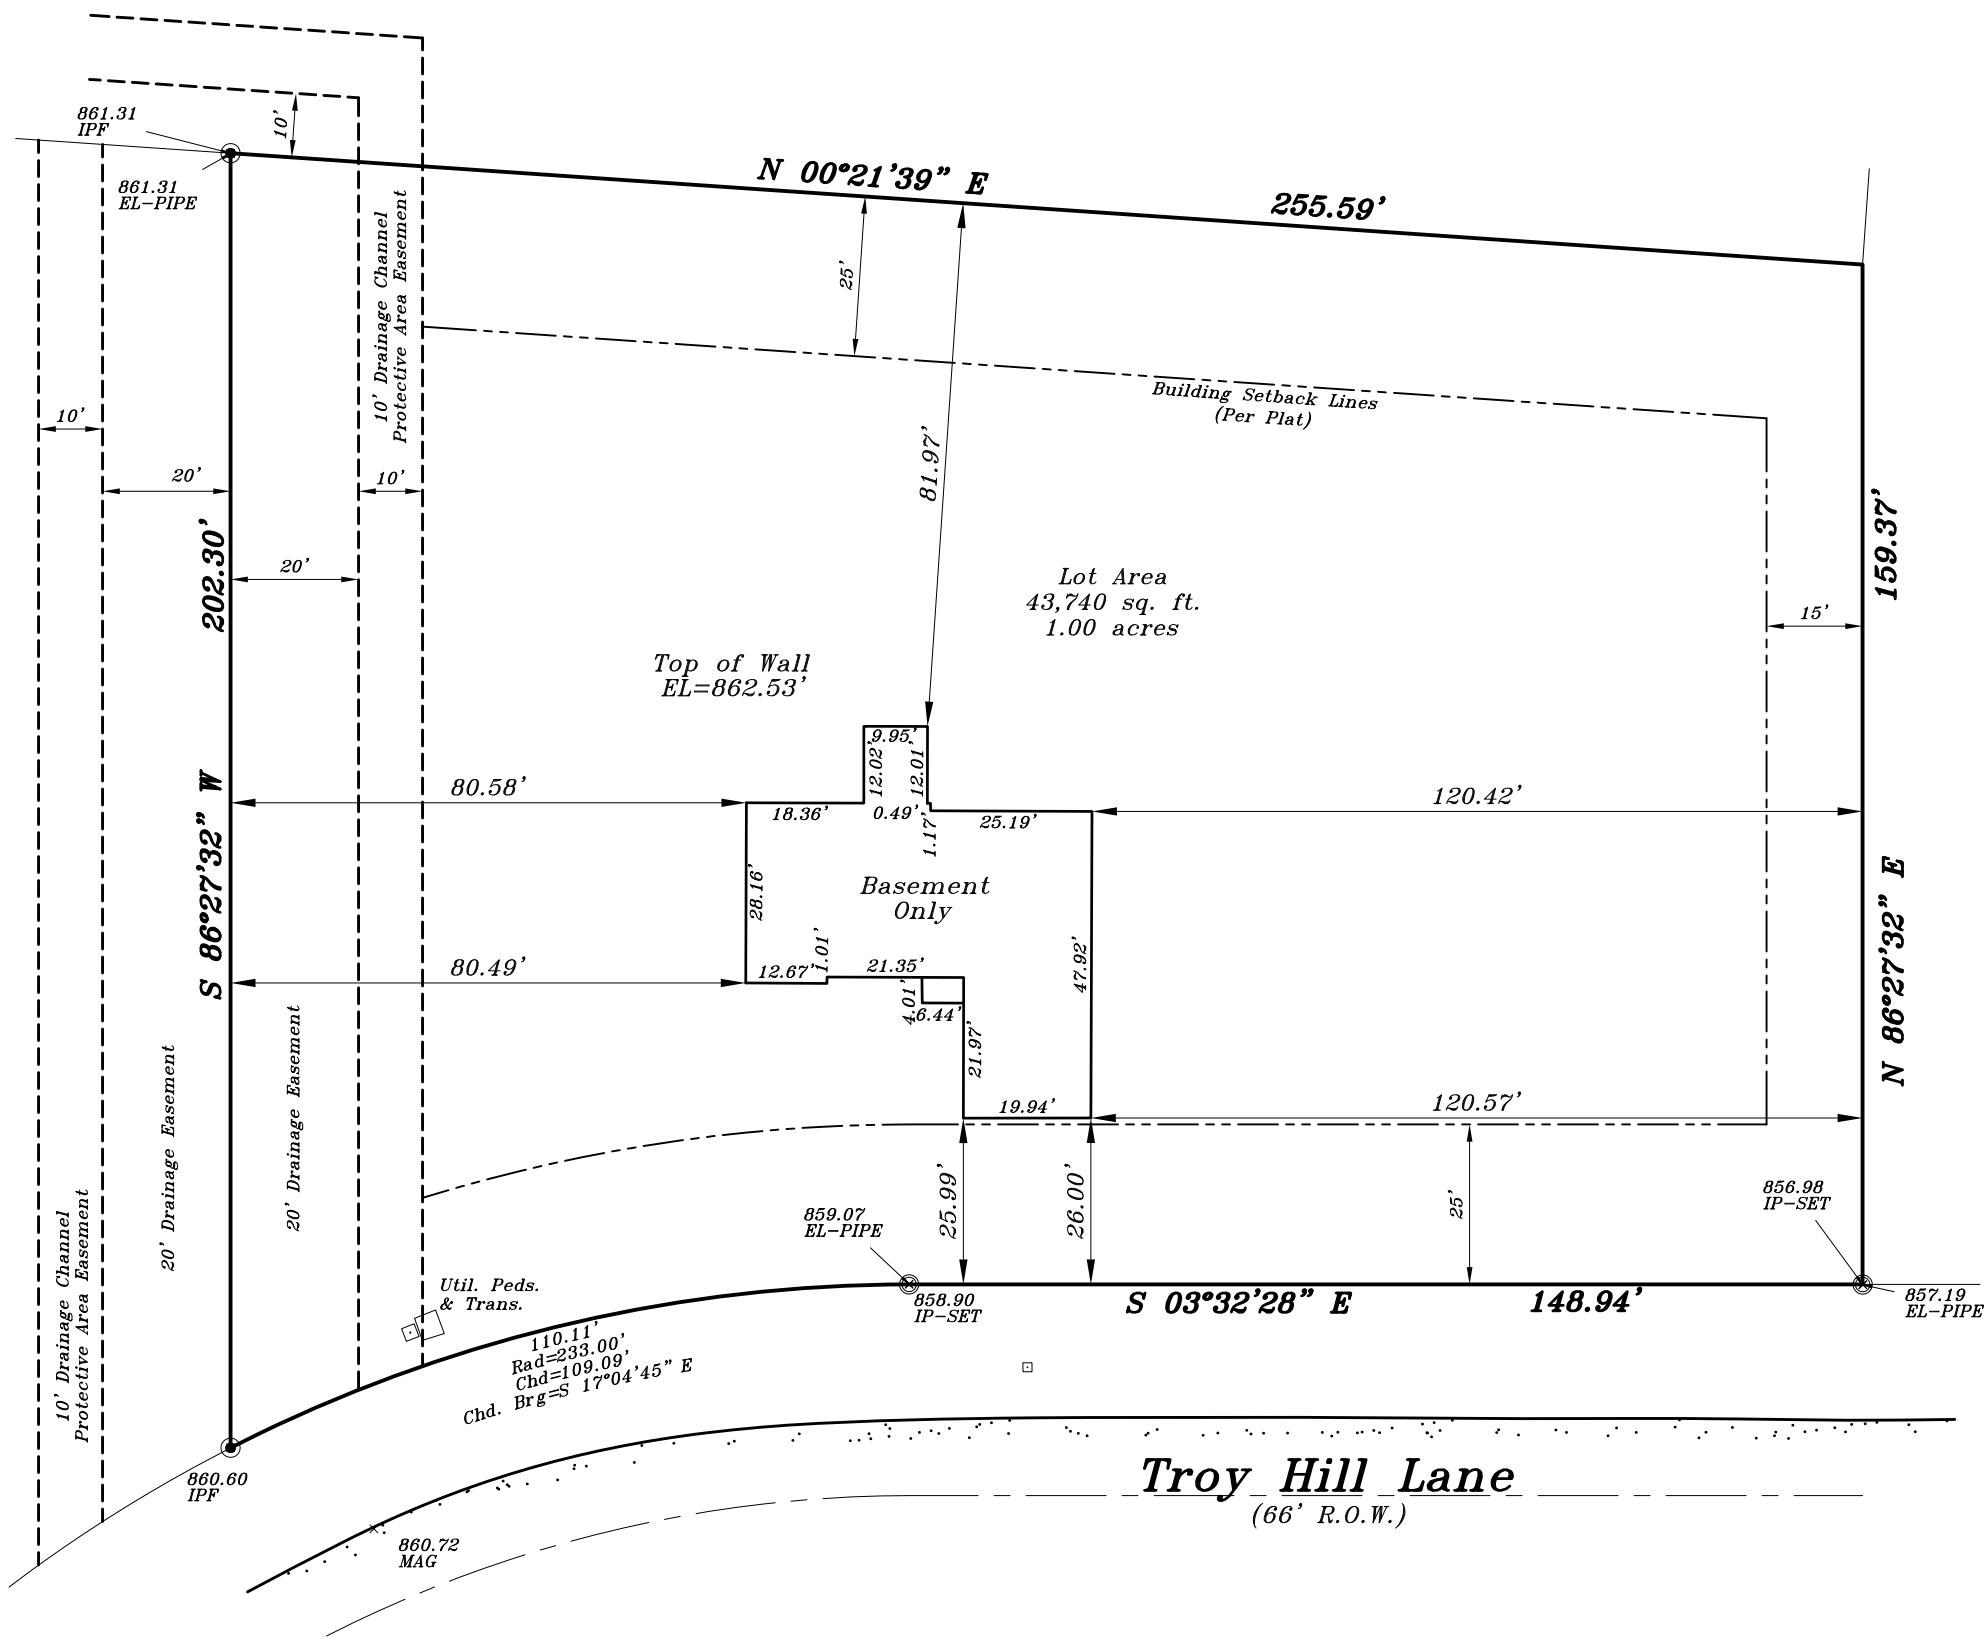 861.31
IPF
10'
861.31
EL-PIPE
N 00°21'39" E
255.59'
10' Drainage Channel
Protective Area Easement
25'
Building Setback Lines
(Per Plat)
10'
20'
10'
81.97'
202.30'
20'
159.37'
Lot Area
43,740 sq. ft.
1.00 acres
15'
Top of Wall
EL=862.53'
9.95'
12.02'
12.01'
80.58'
18.36'
0.49'
1.17'
25.19'
120.42'
S 86°27'32" W
28.16'
Basement
Only
N 86°27'32" E
80.49'
12.67'
1.01'
21.35'
47.92'
4.01'
6.44'
21.97'
20' Drainage Easement
20' Drainage Easement
19.94'
120.57'
10' Drainage Channel
Protective Area Easement
25.99'
26.00'
25'
859.07
EL-PIPE
856.98
IP-SET
Util. Peds.
& Trans.
858.90
IP-SET
S 03°32'28" E
148.94'
857.19
EL-PIPE
110.11'
Rad=233.00'
Chd=109.09'
Chd. Brg=S 17°04'45" E
860.60
IPF
Troy Hill Lane
(66' R.O.W.)
860.72
MAG